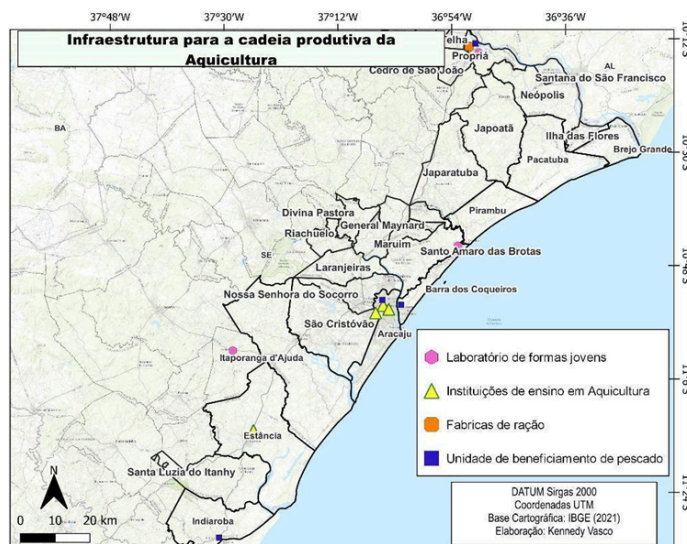 37°48'W 37°30'W 37°12'W 36°54'W 36°36'W
Infraestrutura para a cadeia produtiva da
Aquicultura
Propriá
Cedro de São João
AL
Santana do São Francisco
Neópolis
Japoatã
Ilha das Flores
BA
Pacatuba
Brejo Grande
Japaratuba
Pirambu
Divina Pastora
General Maynard
Riachuelo
Maruim
SE
Santo Amaro das Brotas
Laranjeiras
Nossa Senhora do Socorro
Barra dos Coqueiros
São Cristóvão
Aracaju
Itaporanga d'Ajuda
Laboratório de formas jovens
Instituições de ensino em Aquicultura
Estância
Fabricas de ração
Santa Luzia do Itanhy
Unidade de beneficiamento de pescado
N
Indiaroba
0 10 20 km
DATUM Sirgas 2000
Coordenadas UTM
Base Cartográfica: IBGE (2021)
Elaboração: Kennedy Vasco